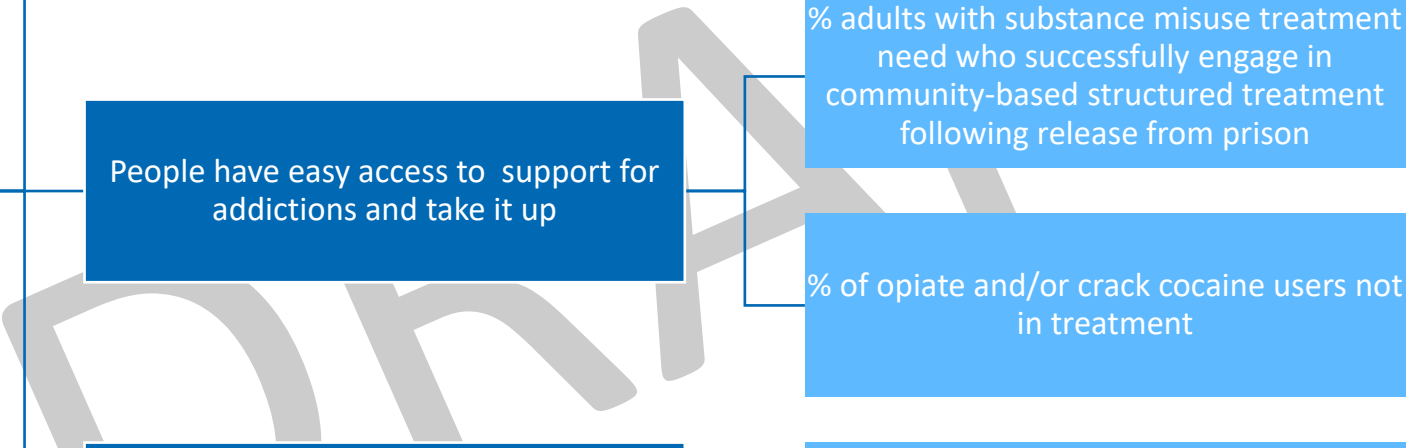 % adults with substance misuse treatment
need who successfully engage in
community-based structured treatment
following release from prison
People have easy access to  support for
addictions and take it up
% of opiate and/or crack cocaine users not
in treatment
DRA